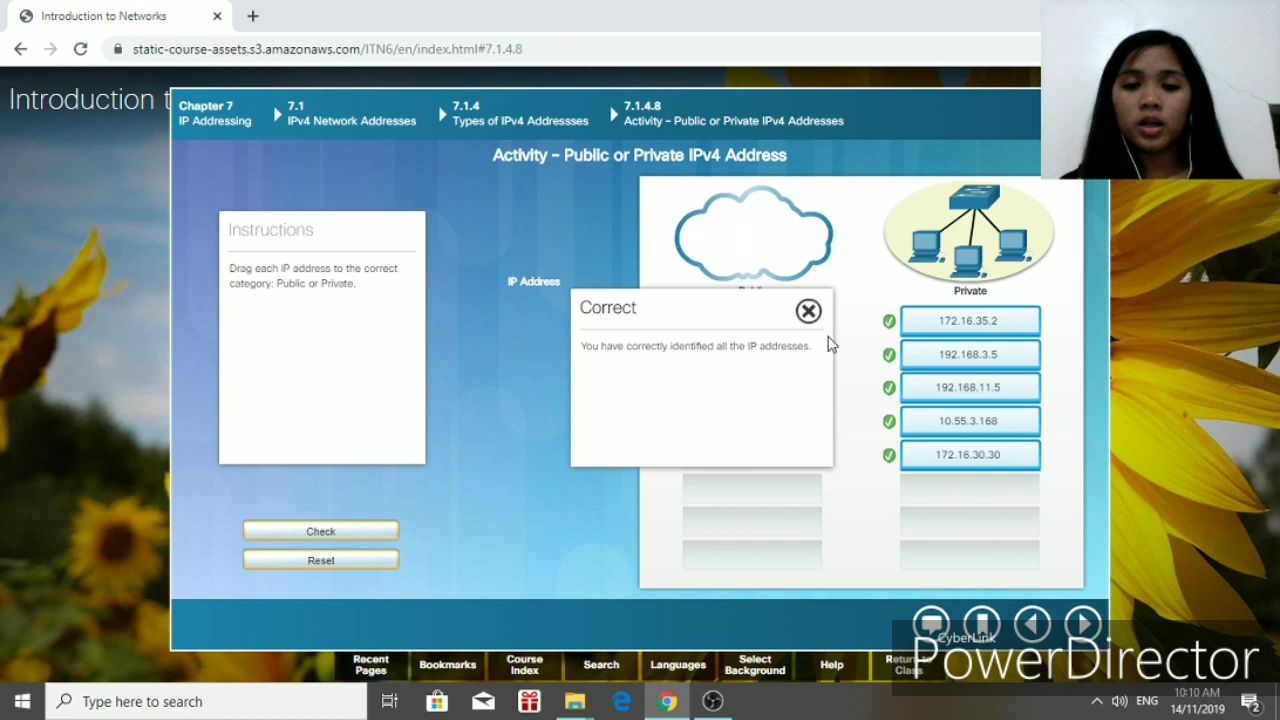 Introduction to Networks
static-course-assets.s3.amazonaws.com/ITN6/en/index.html#7.1.4.8
Introduction t
Chapter 7
IP Addressing
7.1
IPv4 Network Addresses
7.1.4
Types of IPv4 Addressses
7.1.4.8
Activity – Public or Private IPv4 Addresses
Activity – Public or Private IPv4 Address
Instructions
Drag each IP address to the correct
category: Public or Private.
IP Address
Private
Correct
You have correctly identified all the IP addresses.
172.16.35.2
192.168.3.5
192.168.11.5
10.55.3.168
172.16.30.30
Check
Reset
Recent
Pages
Bookmarks
Course
Index
Search
Languages
Select
Background
Help
Return to
Class
CyberLink
PowerDirector
Type here to search
ENG
10:10 AM
14/11/2019
2